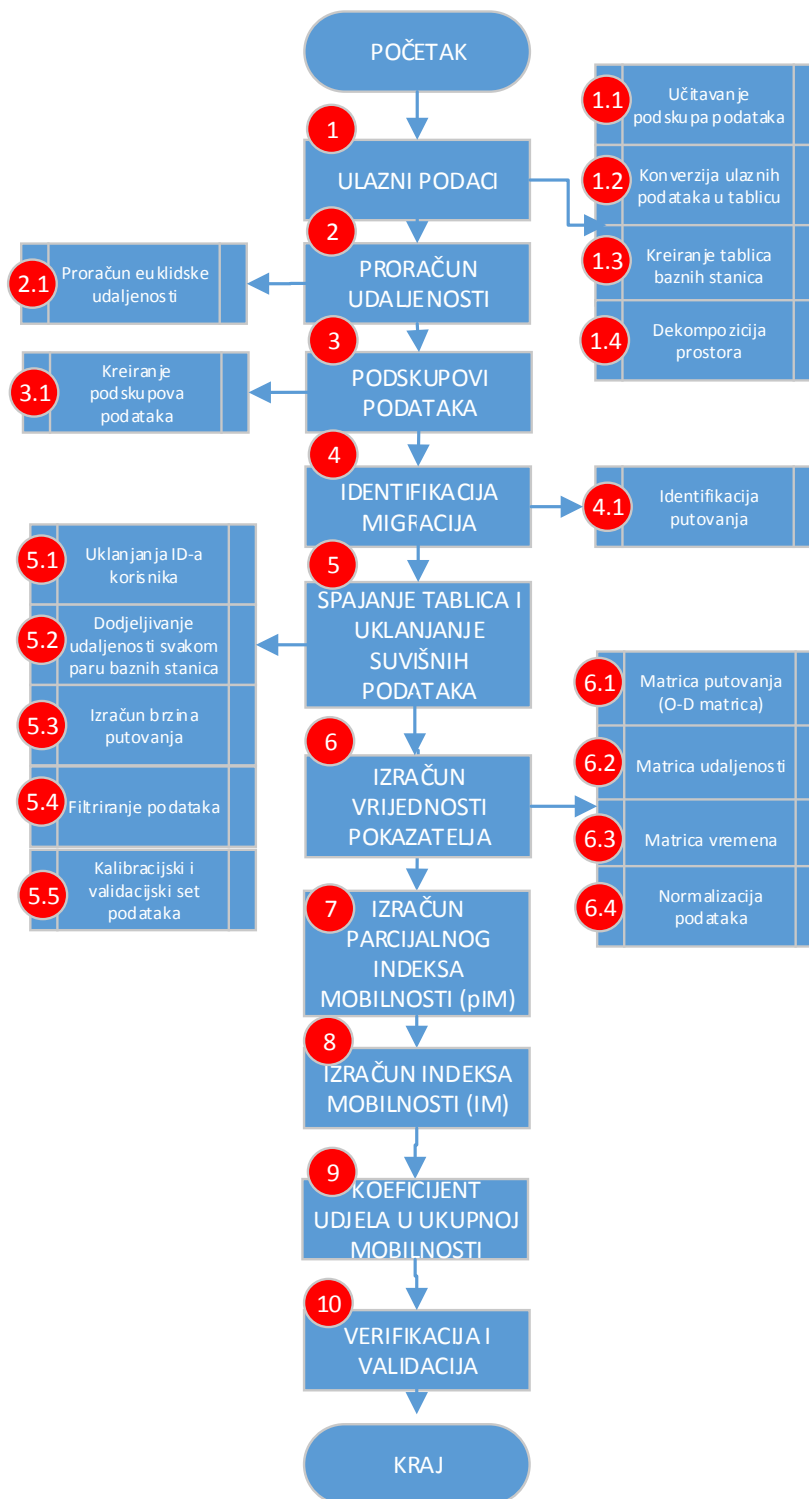 POČETAK
1
ULAZNI PODACI
1.1
Učitavanje
podskupa podataka
1.2
Konverzija ulaznih
podataka u tablicu
1.3
Kreiranje tablica
baznih stanica
1.4
Dekompozicija
prostora
2
PRORAČUN
UDALJENOSTI
2.1
Proračun euklidske
udaljenosti
3
PODSKUPOVI
PODATAKA
3.1
Kreiranje
podskupova
podataka
4
IDENTIFIKACIJA
MIGRACIJA
4.1
Identifikacija
putovanja
5
SPAJANJE TABLICA I
UKLANJANJE
SUVIŠNIH
PODATAKA
5.1
Uklanjanja ID-a
korisnika
5.2
Dodjeljivanje
udaljenosti svakom
paru baznih stanica
5.3
Izračun brzina
putovanja
5.4
Filtriranje podataka
5.5
Kalibracijski i
validacijski set
podataka
6
IZRAČUN
VRIJEDNOSTI
POKAZATELJA
6.1
Matrica putovanja
(O-D matrica)
6.2
Matrica udaljenosti
6.3
Matrica vremena
6.4
Normalizacija
podataka
7
IZRAČUN
PARCIJALNOG
INDEKSA
MOBILNOSTI (pIM)
8
IZRAČUN INDEKSA
MOBILNOSTI (IM)
9
KOEFICIJENT
UDJELA U UKUPNOJ
MOBILNOSTI
10
VERIFIKACIJA I
VALIDACIJA
KRAJ